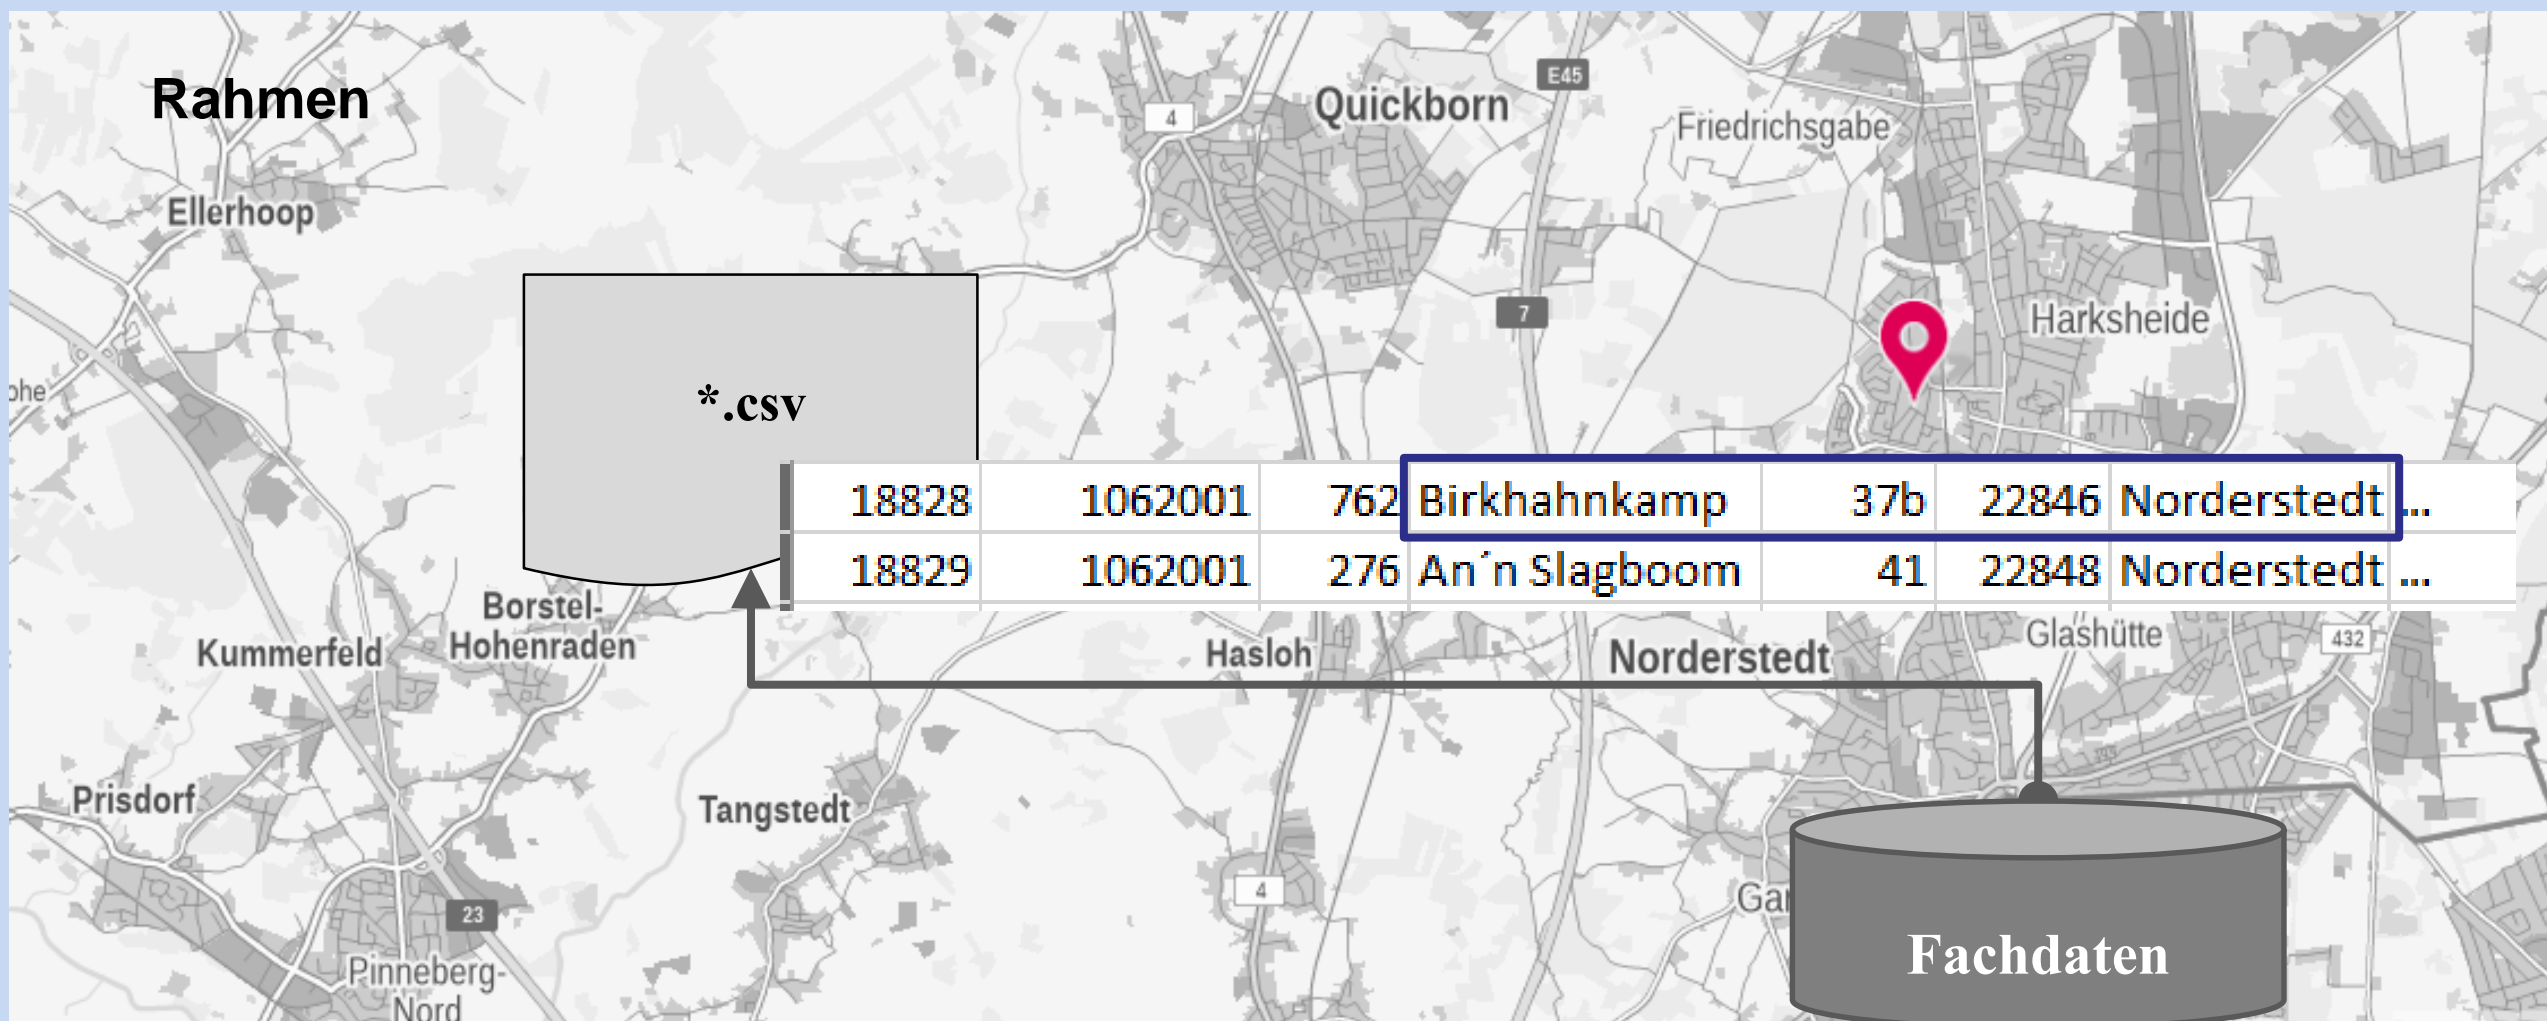 Rahmen
E45
Quickborn
4
Friedrichsgabe
Ellerhoop
7
Harksheide
ohe
*.csv
18828 1062001 762 Birkhahnkamp 37b 22846 Norderstedt ...
18829 1062001 276 An´n Slagboom 41 22848 Norderstedt ...
Borstel-
Hohenraden
Kummerfeld
Hasloh
Norderstedt
Glashütte
432
Prisdorf
Tangstedt
4
Gar
23
Fachdaten
Pinneberg-
Nord